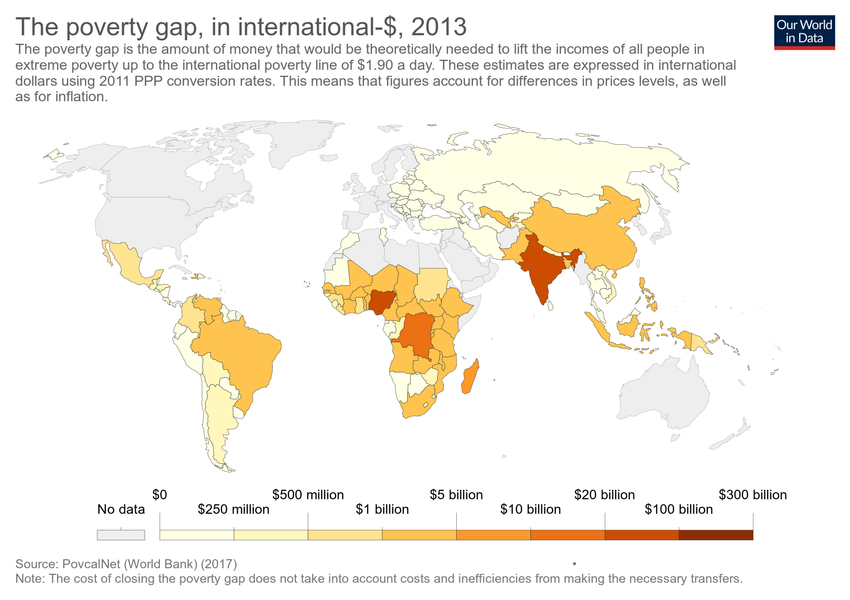 The poverty gap, in international-$, 2013
Our World
in Data
The poverty gap is the amount of money that would be theoretically needed to lift the incomes of all people in
extreme poverty up to the international poverty line of $1.90 a day. These estimates are expressed in international
dollars using 2011 PPP conversion rates. This means that figures account for differences in prices levels, as well
as for inflation.
No data
$0
$250 million
$500 million
$1 billion
$5 billion
$10 billion
$20 billion
$100 billion
$300 billion
Source: PovcalNet (World Bank) (2017)
Note: The cost of closing the poverty gap does not take into account costs and inefficiencies from making the necessary transfers.